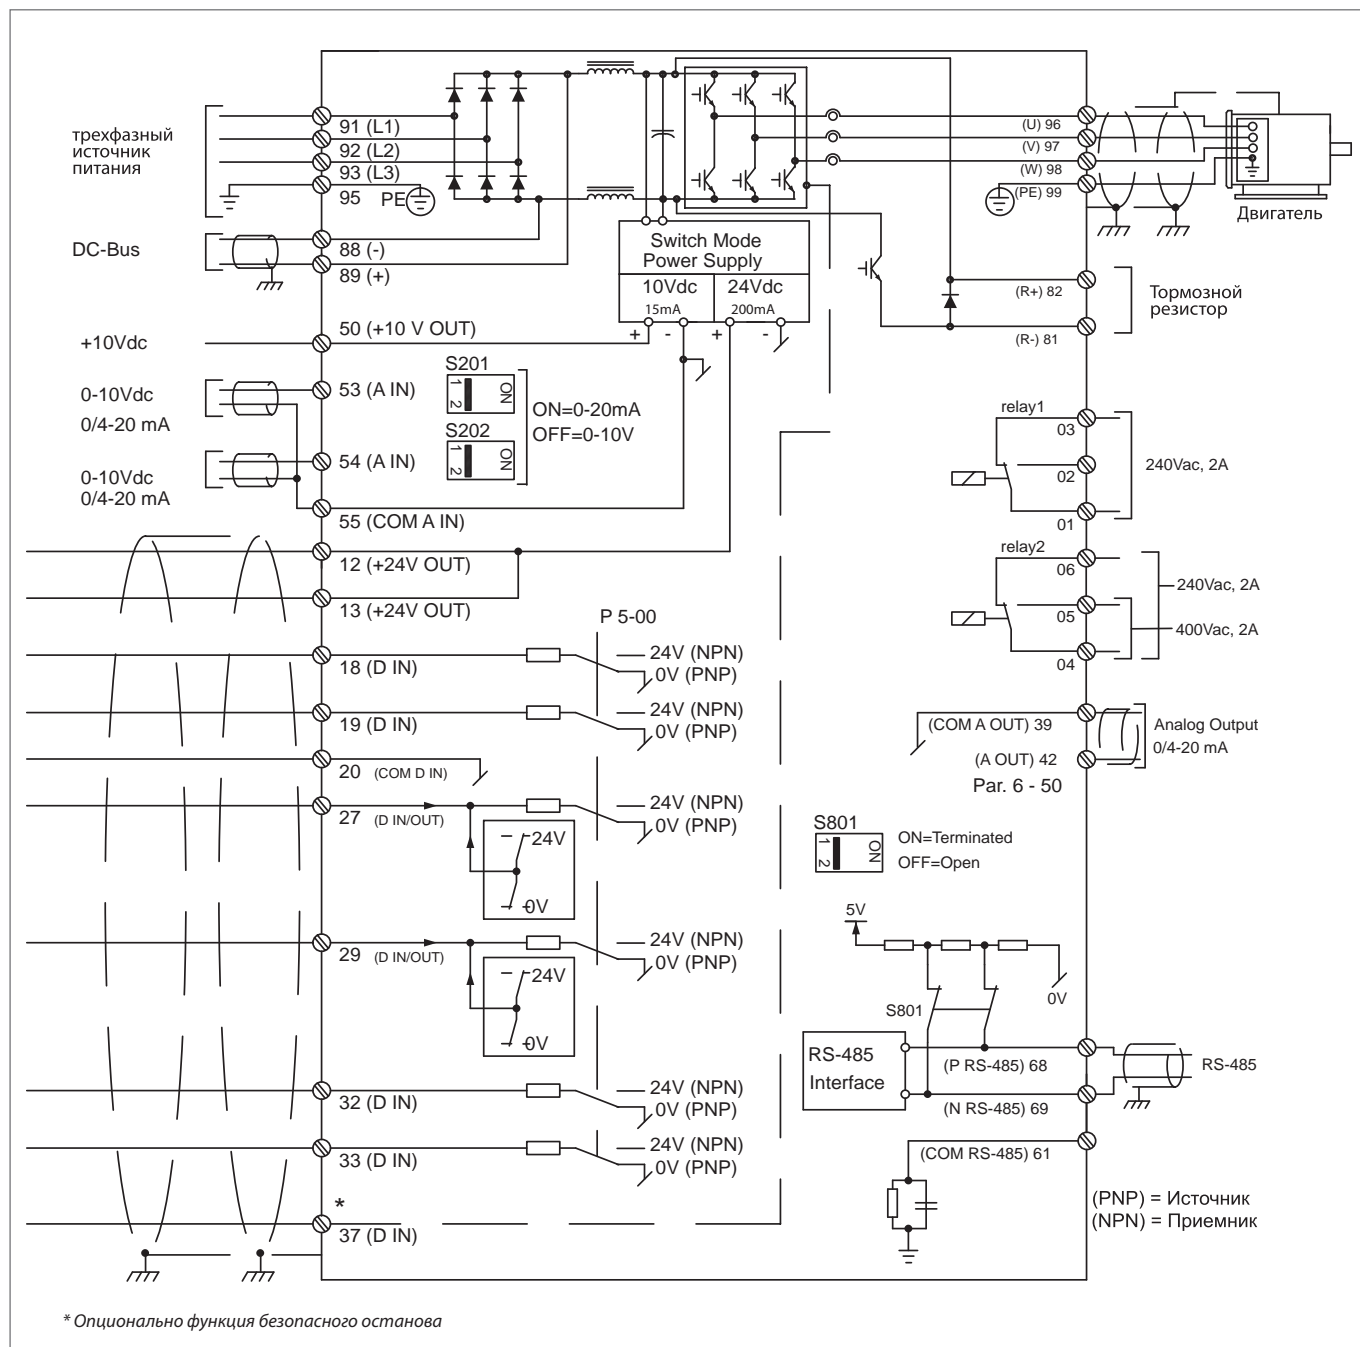 трехфазный
источник
питания
91 (L1)
92 (L2)
93 (L3)
95
PE
DC-Bus
88 (-)
89 (+)
Switch Mode
Power Supply
10Vdc
15mA
24Vdc
200mA
+
-
+
-
(U) 96
(V) 97
(W) 98
(PE) 99
Двигатель
(R+) 82
(R-) 81
Тормозной
резистор
+10Vdc
50 (+10 V OUT)
0-10Vdc
0/4-20 mA
53 (A IN)
S201
1
2
ON
S202
1
2
ON
ON=0-20mA
OFF=0-10V
0-10Vdc
0/4-20 mA
54 (A IN)
55 (COM A IN)
12 (+24V OUT)
13 (+24V OUT)
relay1
03
02
01
240Vac, 2A
relay2
06
05
04
240Vac, 2A
400Vac, 2A
P 5-00
18 (D IN)
24V (NPN)
0V (PNP)
19 (D IN)
24V (NPN)
0V (PNP)
20 (COM D IN)
27 (D IN/OUT)
24V (NPN)
0V (PNP)
24V
0V
29 (D IN/OUT)
24V (NPN)
0V (PNP)
24V
0V
32 (D IN)
24V (NPN)
0V (PNP)
33 (D IN)
24V (NPN)
0V (PNP)
*
37 (D IN)
(COM A OUT) 39
(A OUT) 42
Par. 6 - 50
Analog Output
0/4-20 mA
S801
1
2
ON
ON=Terminated
OFF=Open
5V
0V
S801
RS-485
Interface
(P RS-485) 68
(N RS-485) 69
(COM RS-485) 61
RS-485
(PNP) = Источник
(NPN) = Приемник
* Опционально функция безопасного останова